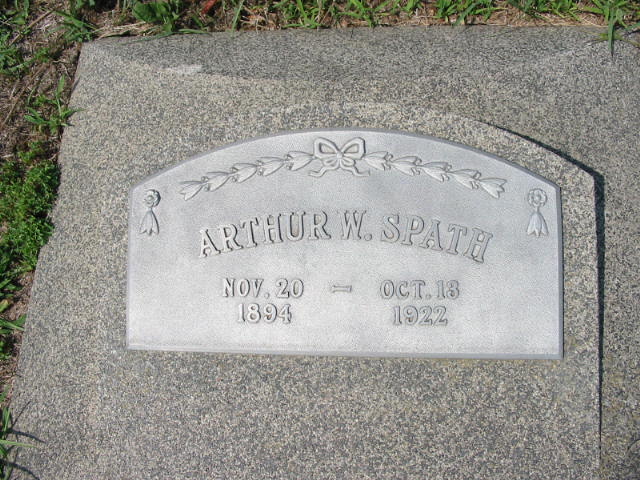 ARTHUR W. SPATH
NOV. 20 – OCT. 18
1894 1922